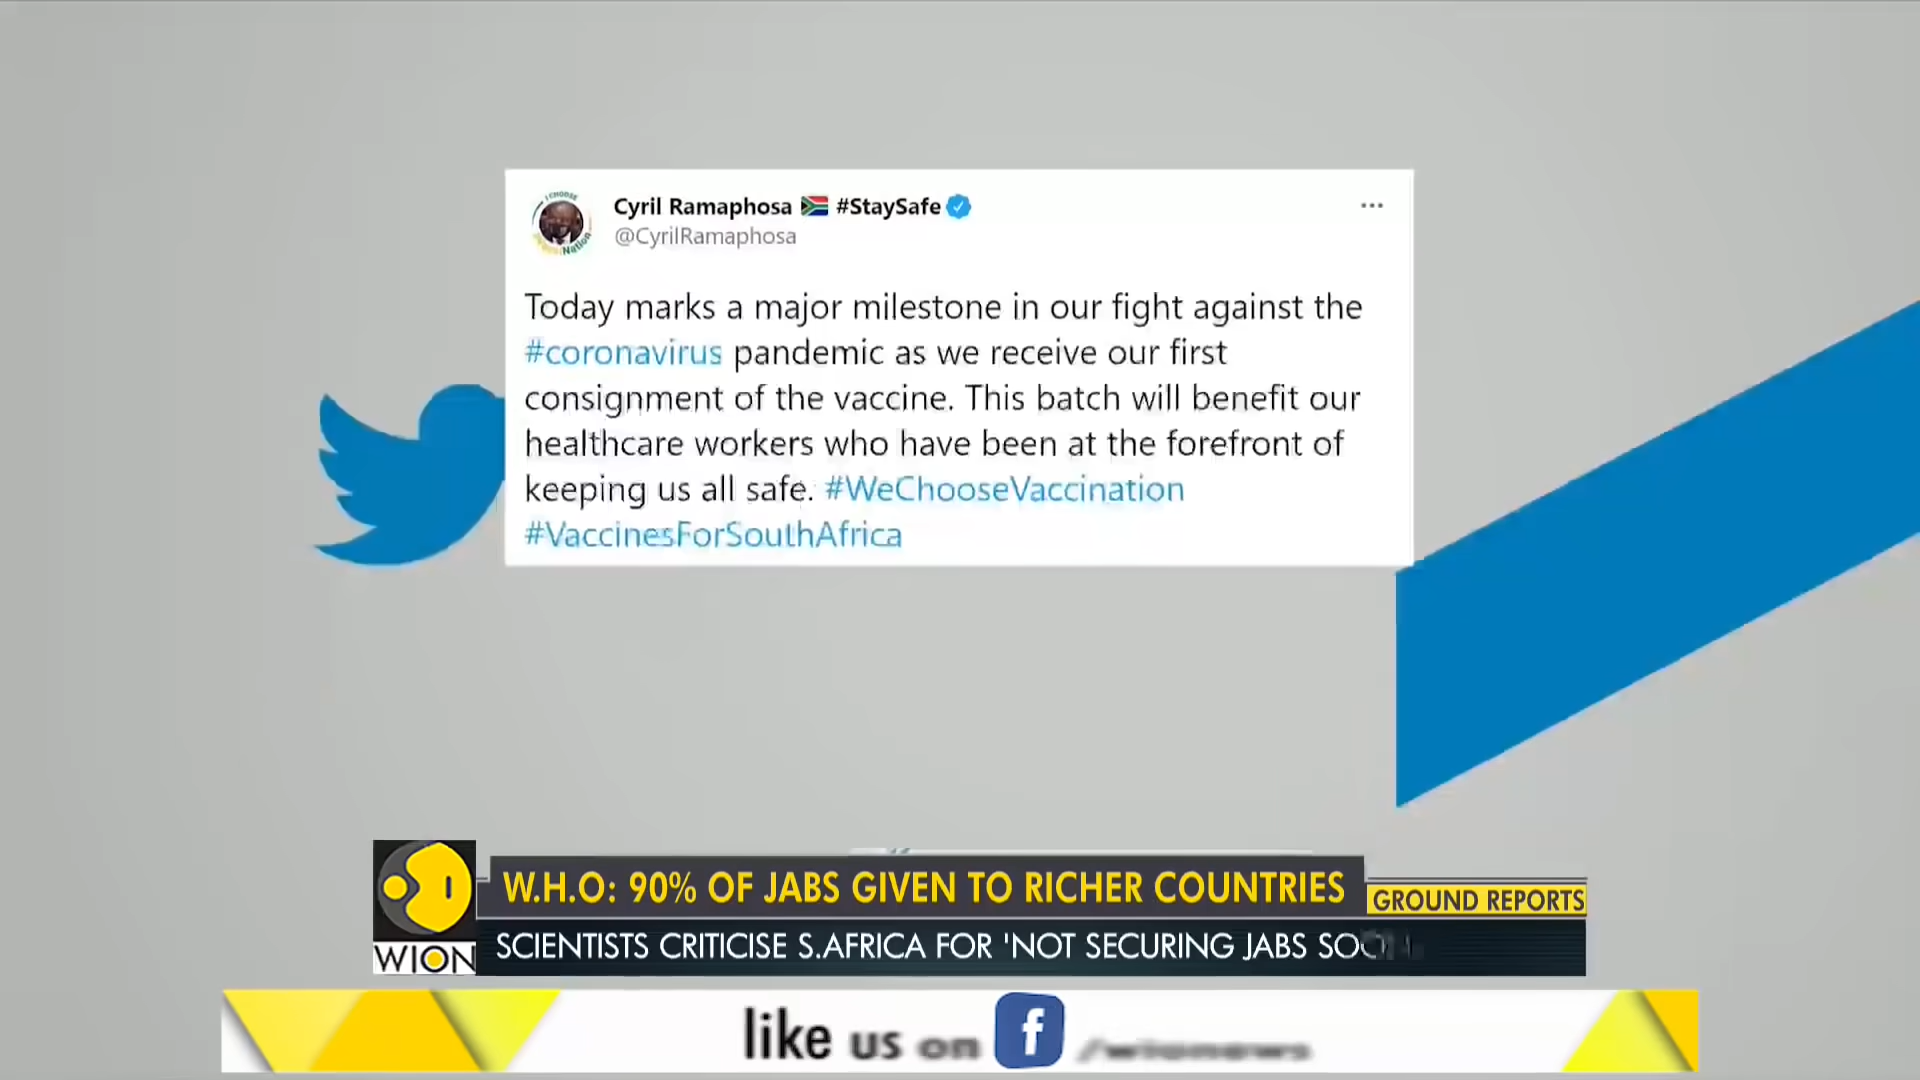 Cyril Ramaphosa #StaySafe
@CyrilRamaphosa
Today marks a major milestone in our fight against the
#coronavirus pandemic as we receive our first
consignment of the vaccine. This batch will benefit our
healthcare workers who have been at the forefront of
keeping us all safe. #WeChooseVaccination
#VaccinesForSouthAfrica
W.H.O: 90% OF JABS GIVEN TO RICHER COUNTRIES
GROUND REPORTS
SCIENTISTS CRITICISE S.AFRICA FOR 'NOT SECURING JABS
WION
like us on f /wionews